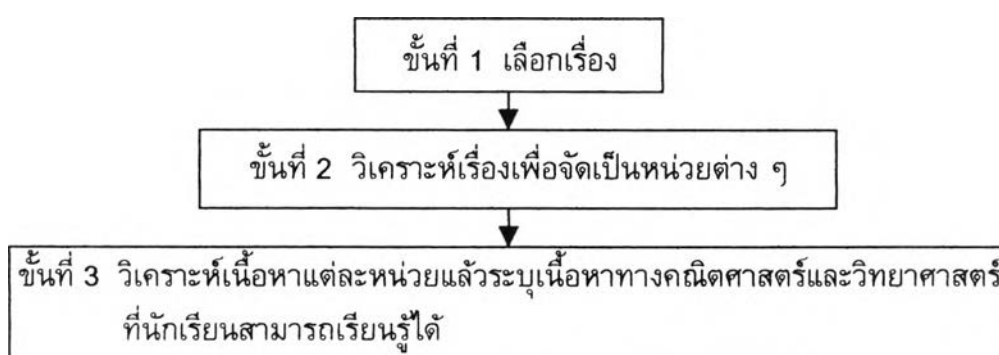 ขั้นที่ 1 เลือกเรื่อง
ขั้นที่ 2 วิเคราะห์เรื่องเพื่อจัดเป็นหน่วยต่าง ๆ
ขั้นที่ 3 วิเคราะห์เนื้อหาแต่ละหน่วยแล้วระบุเนื้อหาทางคณิตศาสตร์และวิทยาศาสตร์
ที่นักเรียนสามารถเรียนรู้ได้